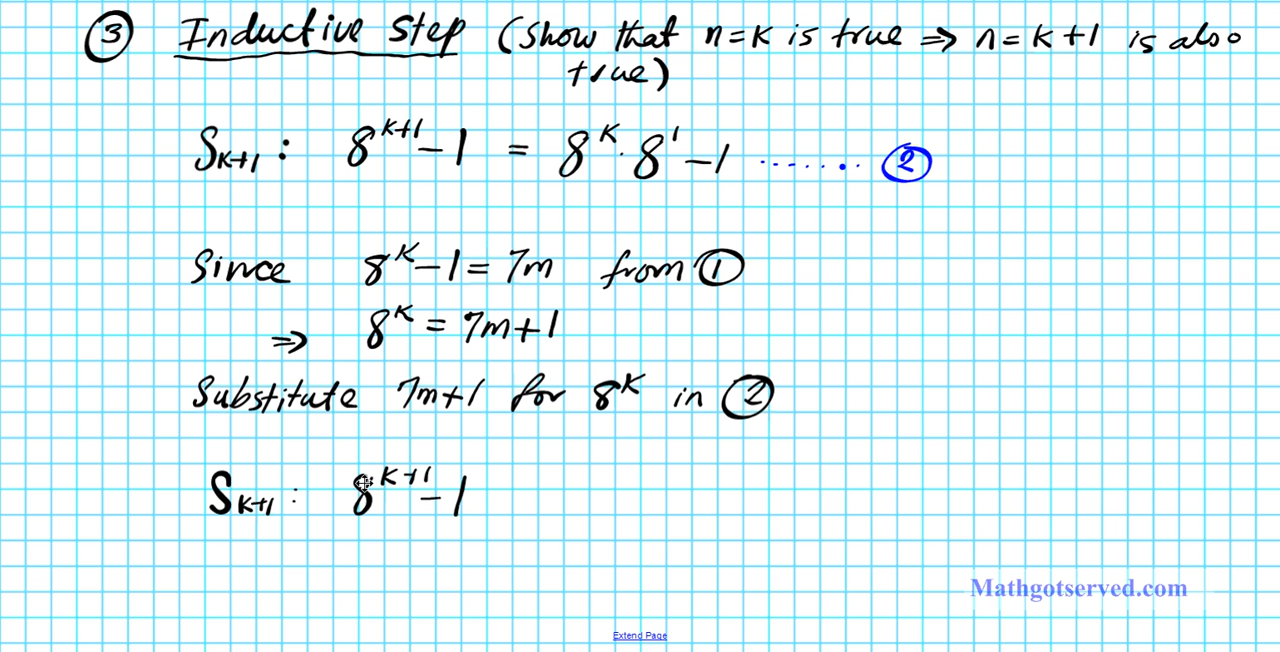 ③ Inductive Step (Show that n=k is true ⇒ n=k+1 is also
true)
S_{k+1}: 8^{k+1}-1 = 8^k·8^1-1 ....... ②
Since 8^k-1=7m from ①
⇒ 8^k=7m+1
Substitute 7m+1 for 8^k in ②
S_{k+1}: 8^{k+1}-1
Mathgotserved.com
Extend Page